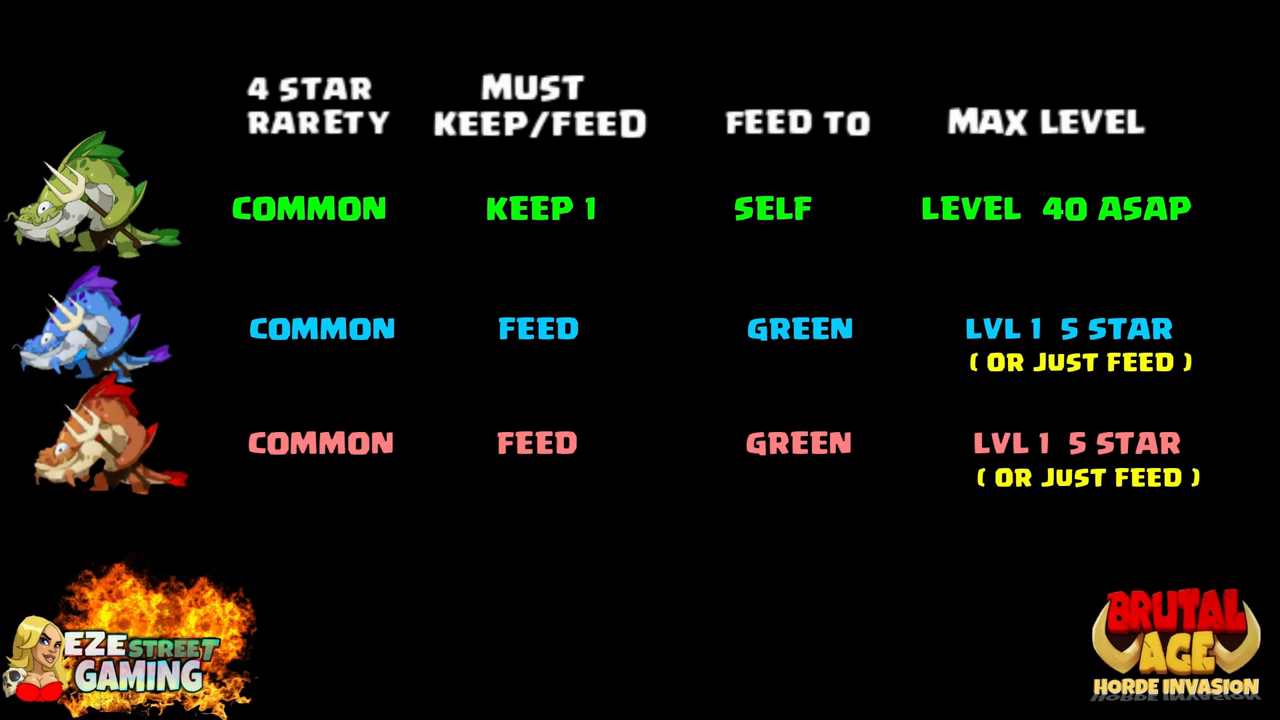 4 STAR
RARETY
MUST
KEEP/FEED
FEED TO
MAX LEVEL
COMMON
KEEP 1
SELF
LEVEL 40 ASAP
COMMON
FEED
GREEN
LVL 1 5 STAR
( OR JUST FEED )
COMMON
FEED
GREEN
LVL 1 5 STAR
( OR JUST FEED )
EZE STREET
GAMING
BRUTAL
AGE
HORDE INVASION